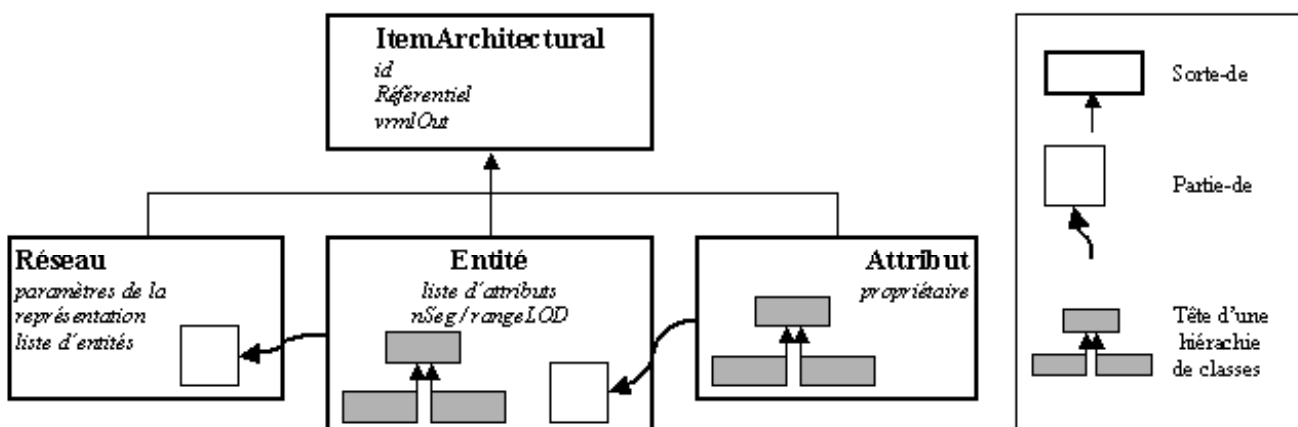 ItemArchitectural
id
Référentiel
vrmlOut
Réseau
paramètres de la
représentation
liste d'entités
Entité
liste d'attributs
nSeg/rangeLOD
Attribut
propriétaire
Sorte-de
Partie-de
Tête d'une
hiérachie
de classes